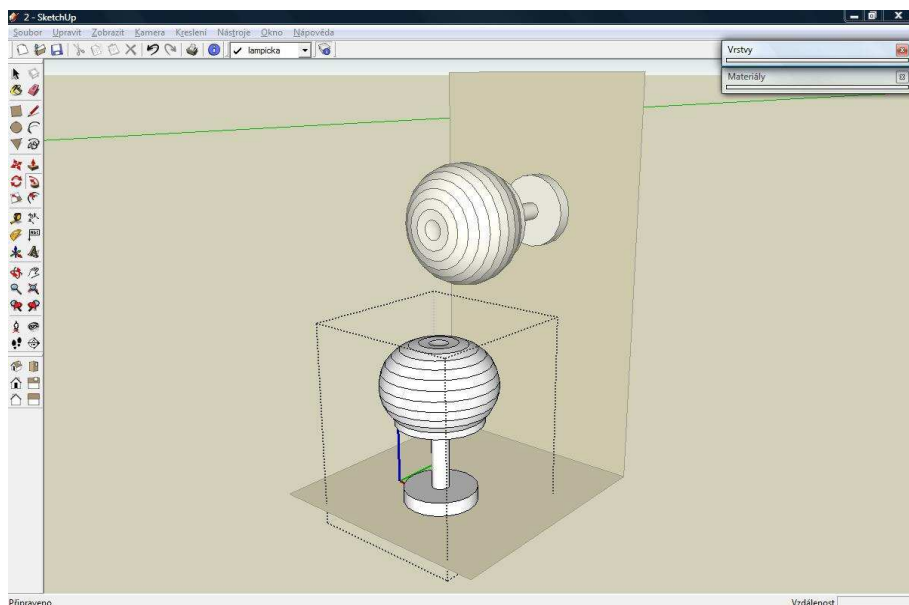 2 - SketchUp
Soubor Upravit Zobrazit Kamera Kreslení Nástroje Okno Nápověda
lampicka
Vrstvy
Materiály
Připraveno
Vzdálenost